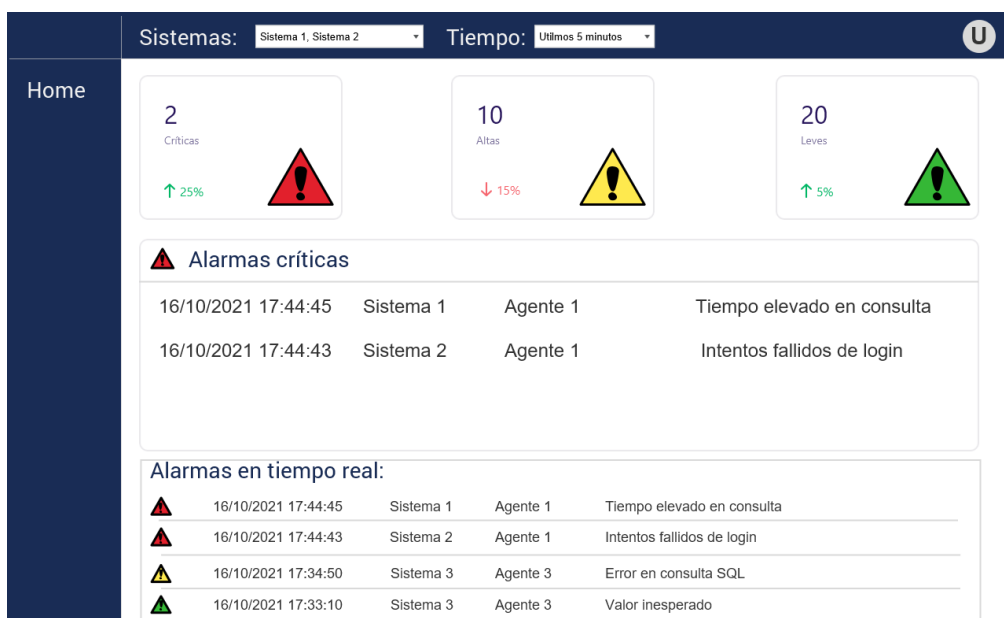 Sistemas: Sistema 1, Sistema 2 Tiempo: Utilmos 5 minutos U
Home
2 10 20
Críticas Altas Leves
25% 15% 5%
Alarmas críticas
16/10/2021 17:44:45 Sistema 1 Agente 1 Tiempo elevado en consulta
16/10/2021 17:44:43 Sistema 2 Agente 1 Intentos fallidos de login
Alarmas en tiempo real:
16/10/2021 17:44:45 Sistema 1 Agente 1 Tiempo elevado en consulta
16/10/2021 17:44:43 Sistema 2 Agente 1 Intentos fallidos de login
16/10/2021 17:34:50 Sistema 3 Agente 3 Error en consulta SQL
16/10/2021 17:33:10 Sistema 3 Agente 3 Valor inesperado